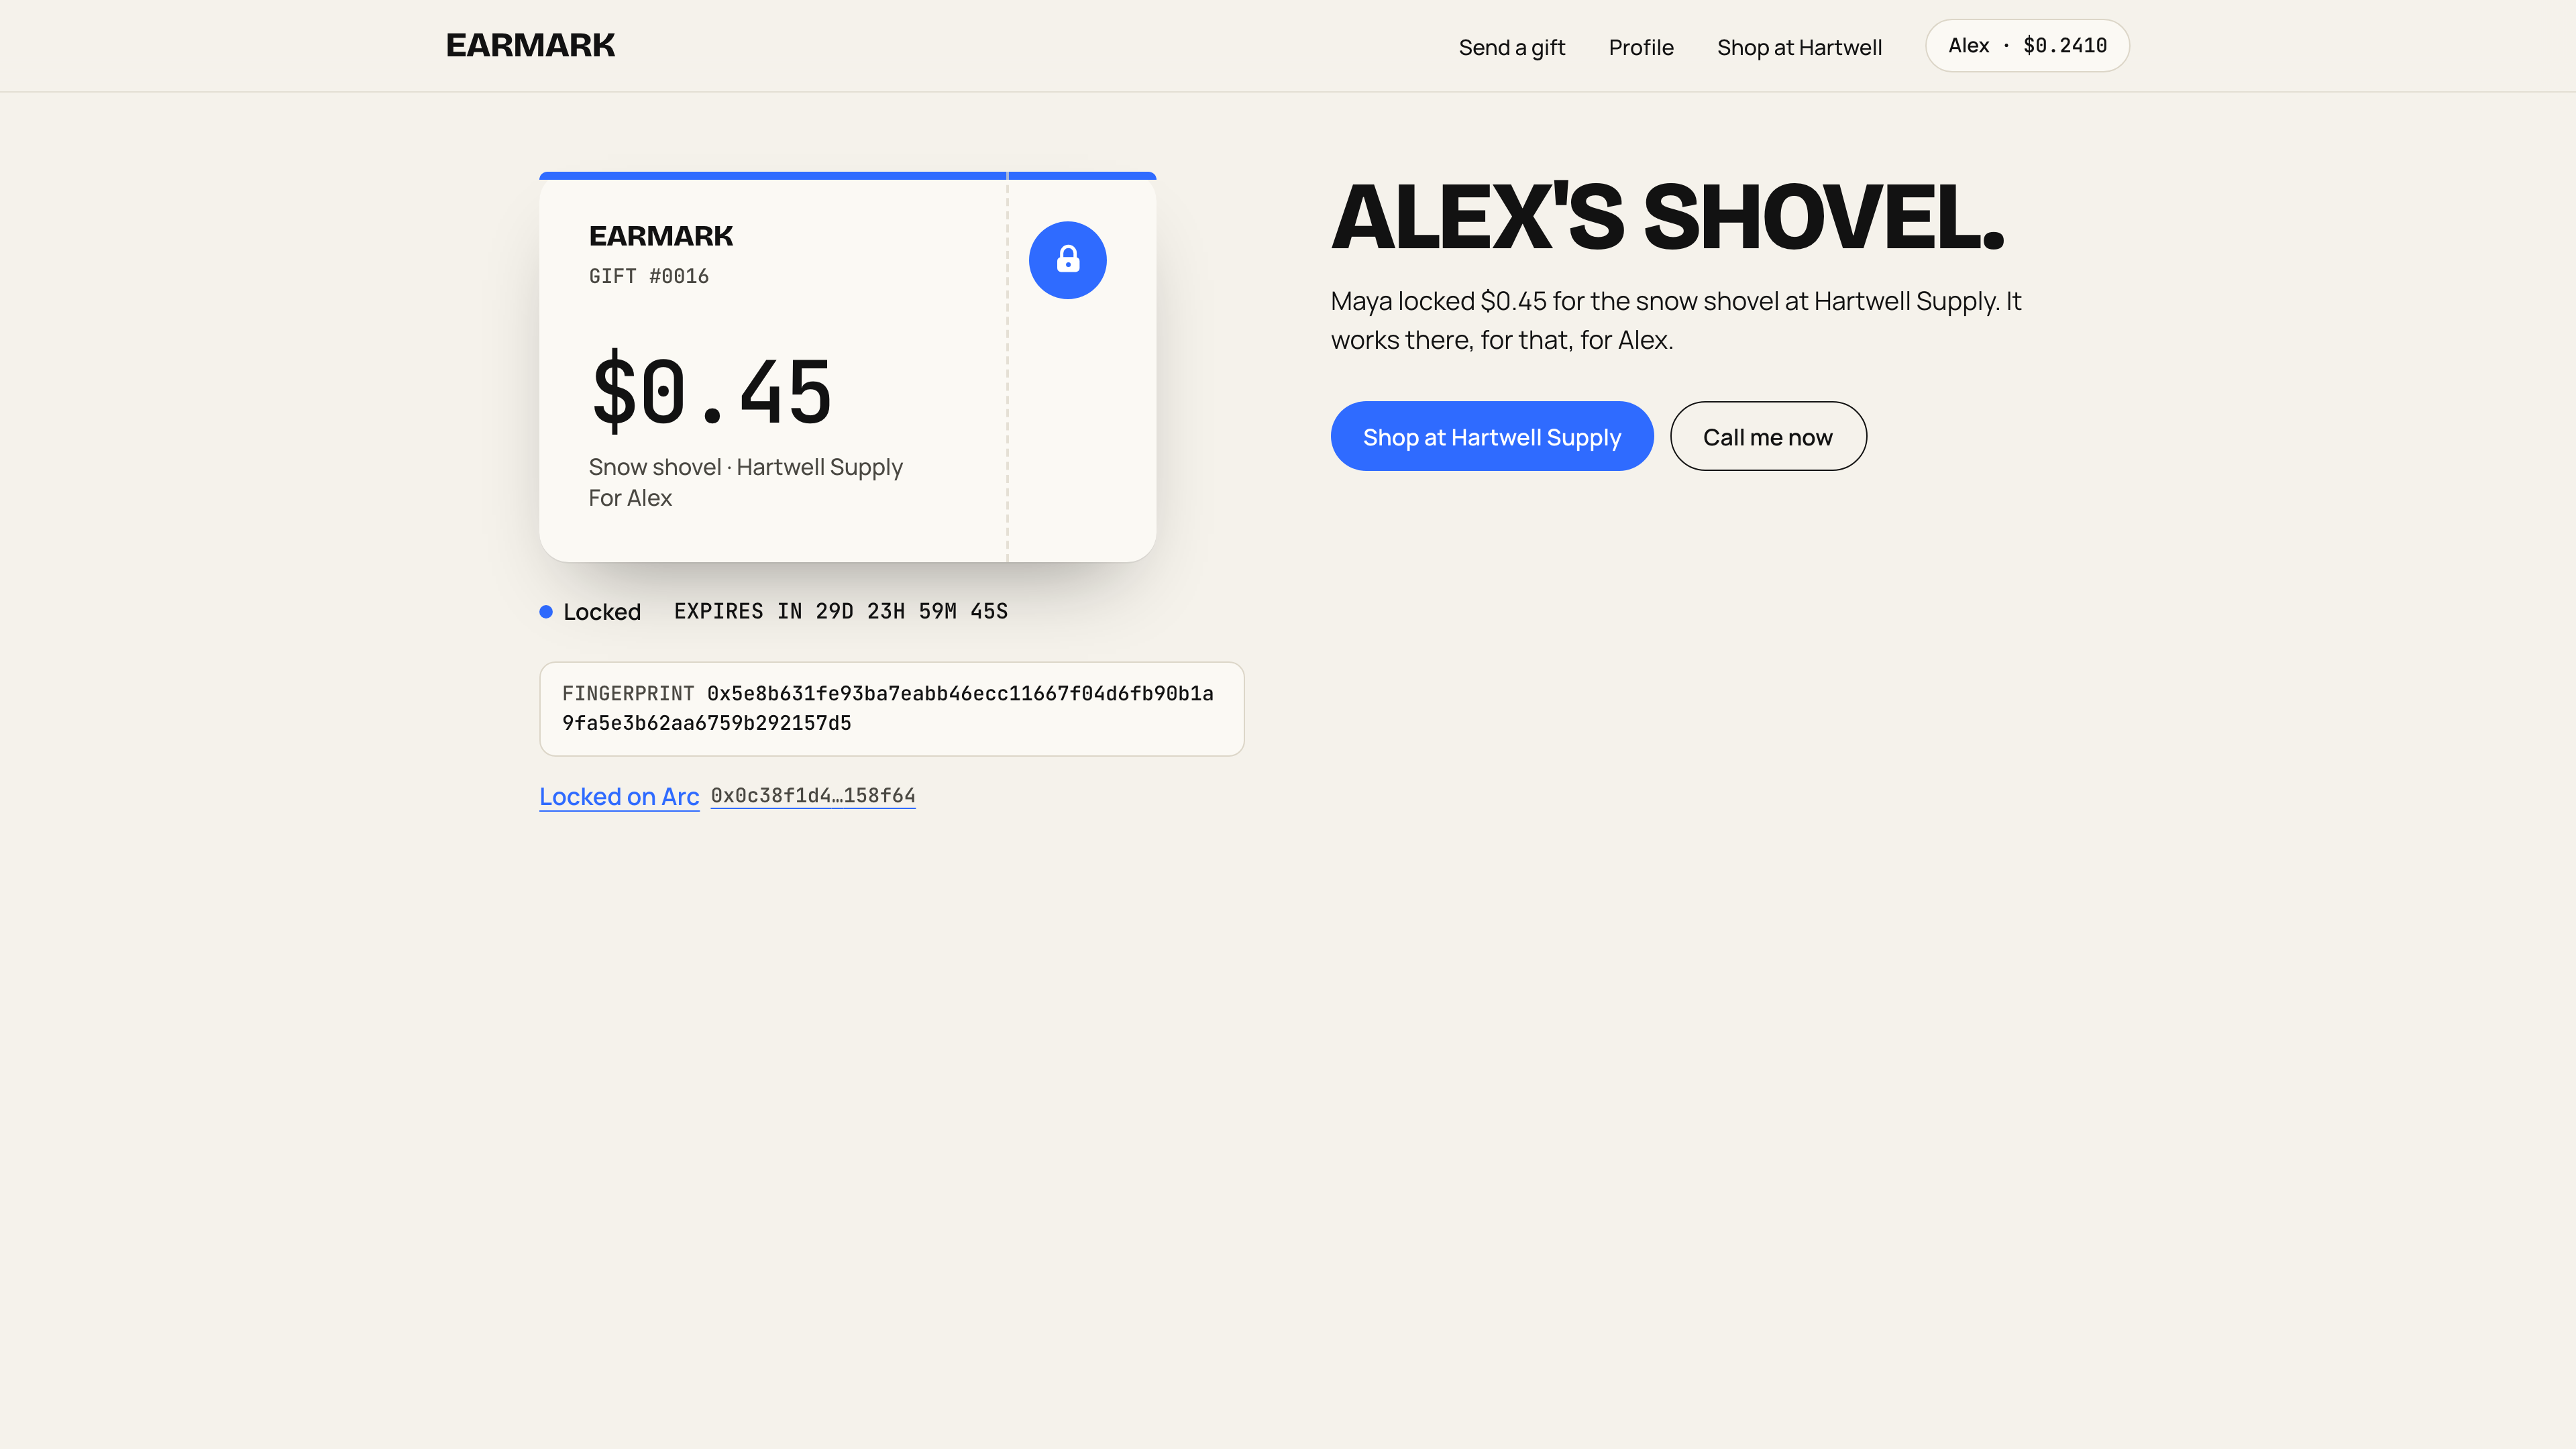 EARMARK
Send a gift
Profile
Shop at Hartwell
Alex · $0.2410
EARMARK
GIFT #0016
$0.45
Snow shovel · Hartwell Supply
For Alex
Locked
EXPIRES IN 29D 23H 59M 45S
FINGERPRINT 0x5e8b631fe93ba7eabb46ecc11667f04d6fb90b1a
9fa5e3b62aa6759b292157d5
Locked on Arc 0x0c38f1d4…158f64
ALEX'S SHOVEL.
Maya locked $0.45 for the snow shovel at Hartwell Supply. It
works there, for that, for Alex.
Shop at Hartwell Supply
Call me now